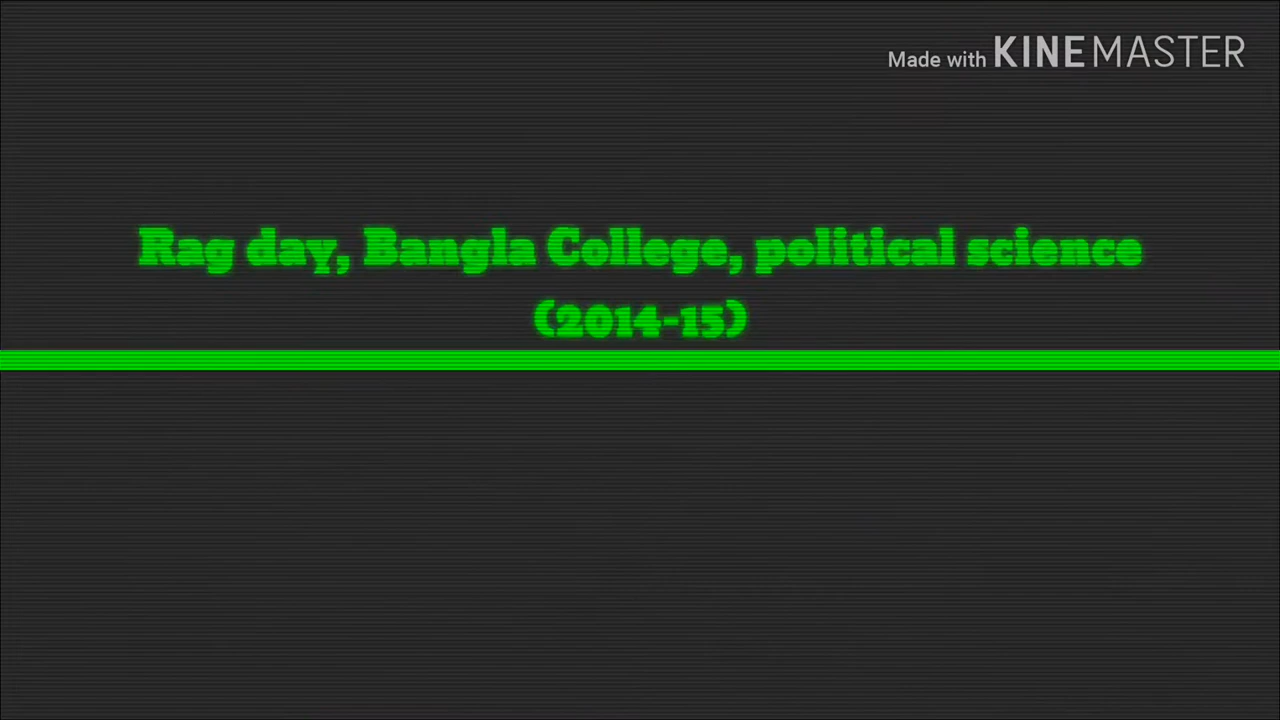 Made with KINEMASTER
Rag day, Bangla College, political science
(2014-15)